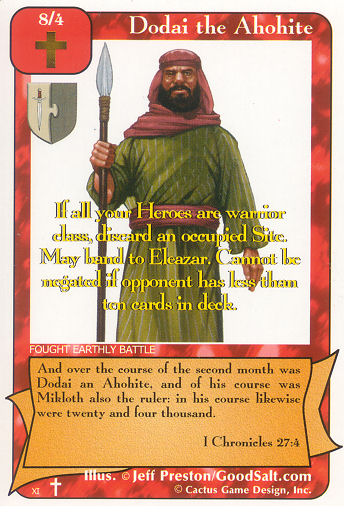 8/4
Dodai the Ahohite
If all your Heroes are warrior
class, discard an occupied Site.
May band to Eleazar. Cannot be
negated if opponent has less than
ten cards in deck.
FOUGHT EARTHLY BATTLE
And over the course of the second month was
Dodai an Ahohite, and of his course was
Mikloth also the ruler: in his course likewise
were twenty and four thousand.
I Chronicles 27:4
XI
Illus. © Jeff Preston/GoodSalt.com
© Cactus Game Design, Inc.